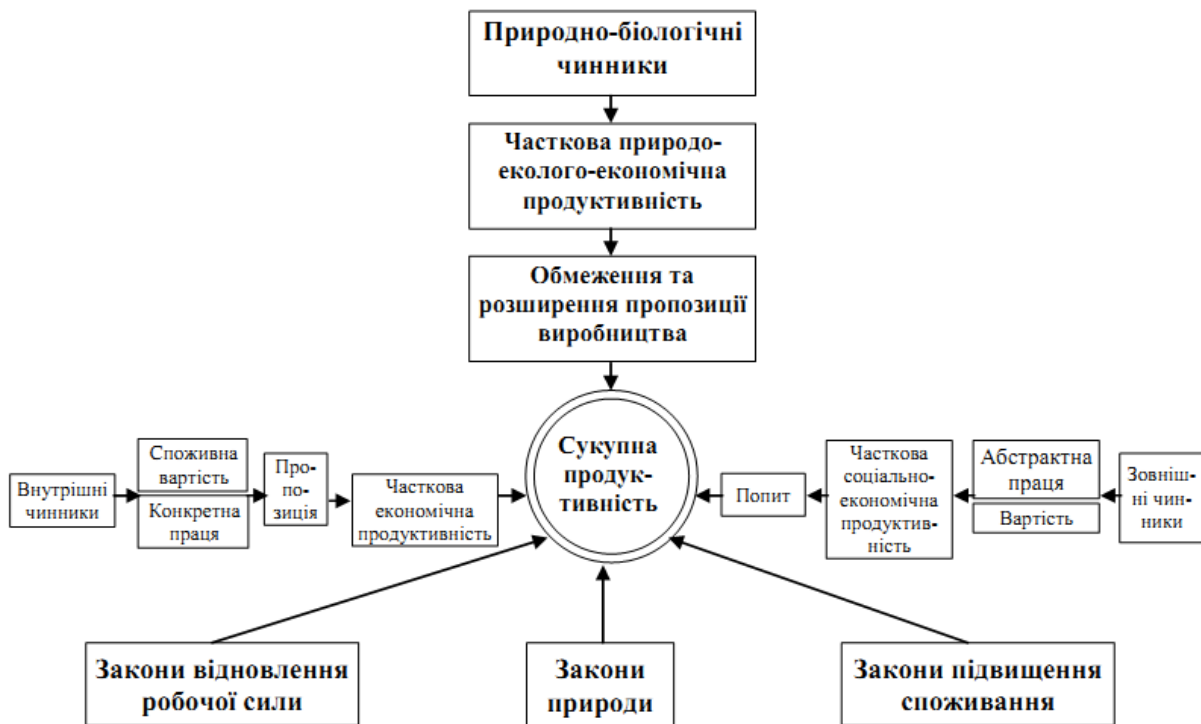 Природно-біологічні
чинники
Часткова природо-
еколого-економічна
продуктивність
Обмеження та
розширення пропозиції
виробництва
Внутрішні
чинники
Споживна
вартість
Конкретна
праця
Про-
по-
зиція
Часткова
економічна
продуктивність
Сукупна
продук-
тивність
Попит
Часткова
соціально-
економічна
продуктив-
ність
Абстрактна
праця
Вартість
Зовніш-
ні чин-
ники
Закони відновлення
робочої сили
Закони
природи
Закони підвищення
споживання